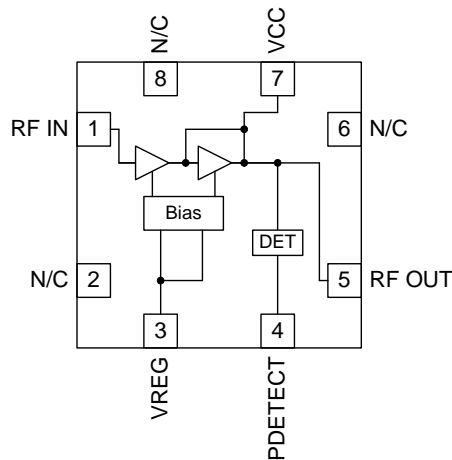 N/C
VCC
8
7
RF IN
1
6
N/C
Bias
DET
N/C
2
5
RF OUT
3
4
VREG
PDETECT